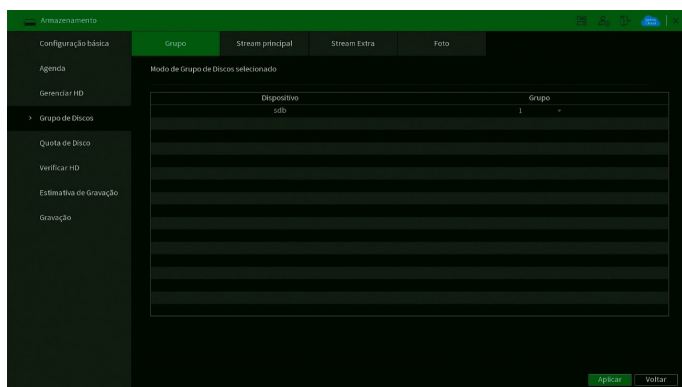 Armazenamento
Configuração básica
Grupo
Stream principal
Stream Extra
Foto
Agenda
Modo de Grupo de Discos selecionado
Gerenciar HD
Dispositivo
Grupo
sdb
1
Grupo de Discos
Quota de Disco
Verificar HD
Estimativa de Gravação
Gravação
Aplicar
Voltar